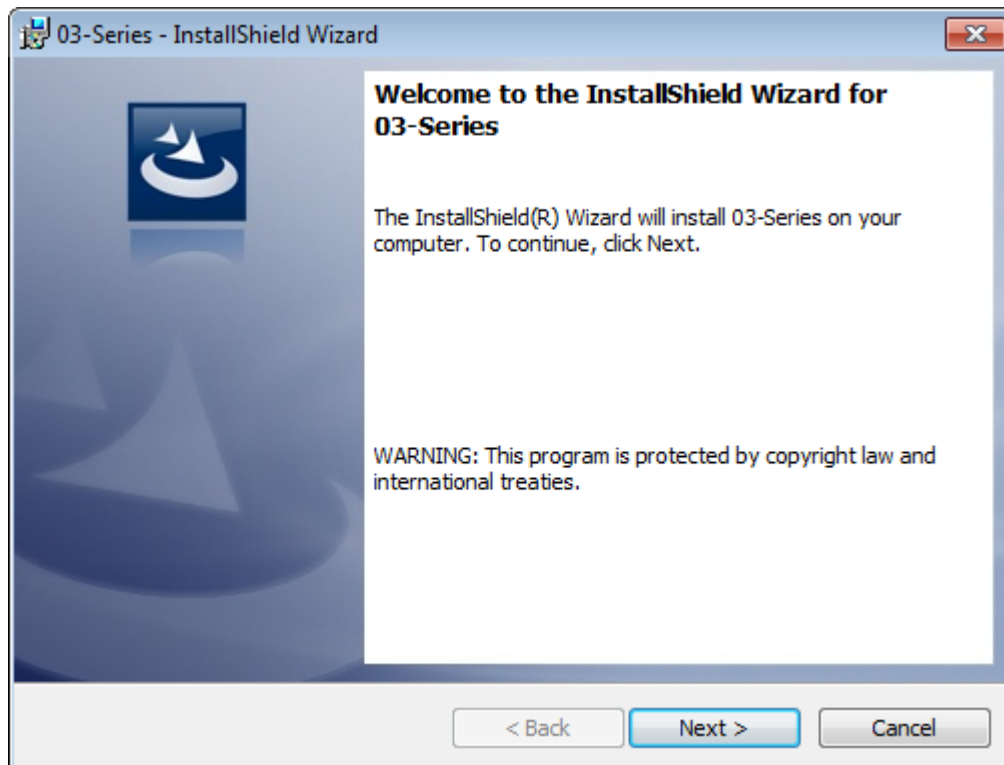 03-Series - InstallShield Wizard
Welcome to the InstallShield Wizard for
03-Series
The InstallShield(R) Wizard will install 03-Series on your
computer. To continue, click Next.
WARNING: This program is protected by copyright law and
international treaties.
< Back Next > Cancel